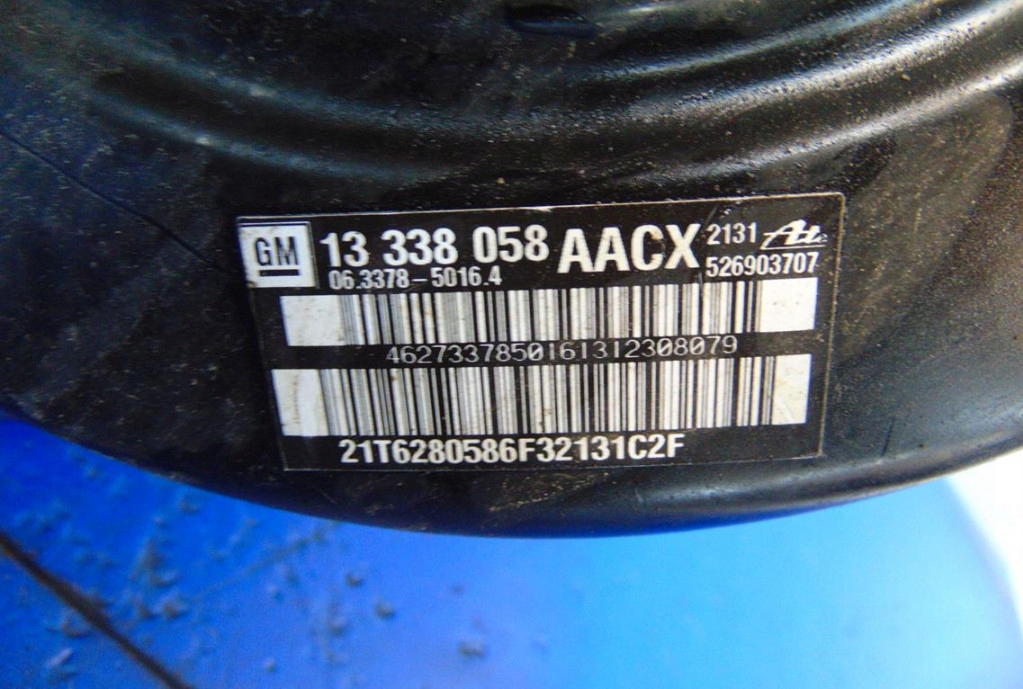 GM 13 338 058 AACX 2131 Ate
06.3378-5016.4 526903707
4627337850161312308079
21T6280586F32131C2F